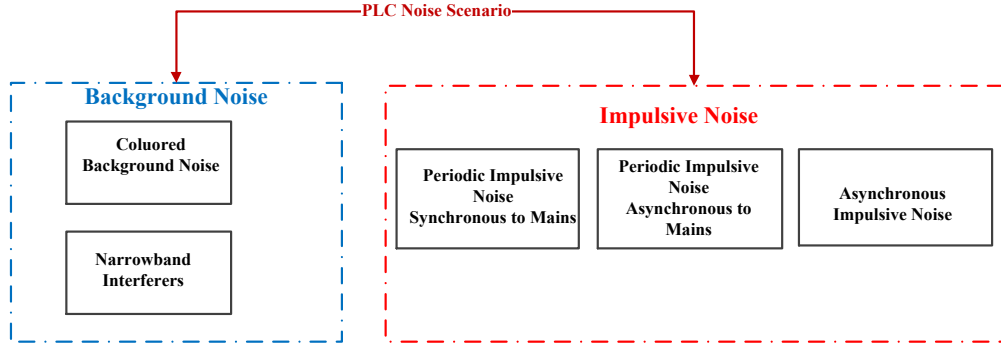 PLC Noise Scenario
Background Noise
Coluored
Background Noise
Narrowband
Interferers
Impulsive Noise
Periodic Impulsive
Noise
Synchronous to Mains
Periodic Impulsive
Noise
Asynchronous to
Mains
Asynchronous
Impulsive Noise